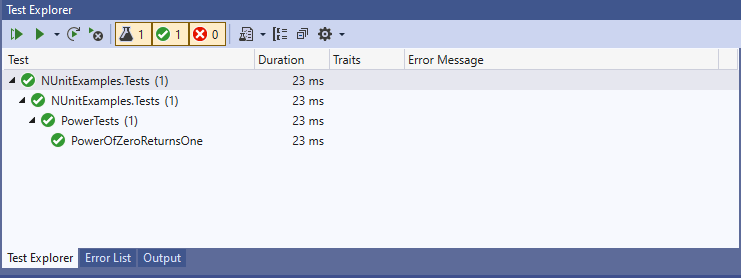 Test Explorer
1 1 0
Test Duration Traits Error Message
NUnitExamples.Tests (1) 23 ms
NUnitExamples.Tests (1) 23 ms
PowerTests (1) 23 ms
PowerOfZeroReturnsOne 23 ms
Test Explorer Error List Output